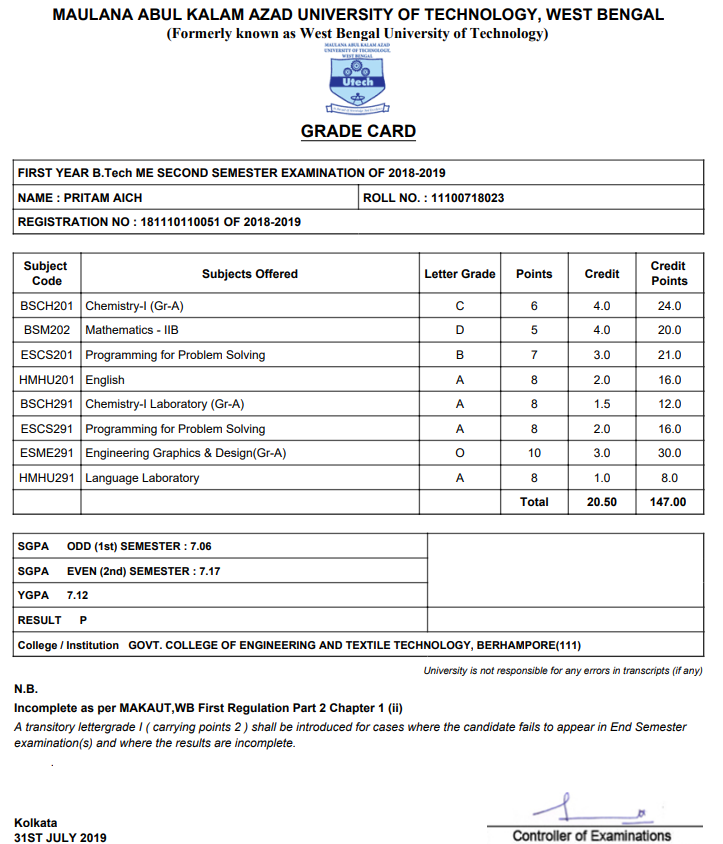 MAULANA ABUL KALAM AZAD UNIVERSITY OF TECHNOLOGY, WEST BENGAL
(Formerly known as West Bengal University of Technology)
MAULANA ABUL KALAM AZAD
UNIVERSITY OF TECHNOLOGY,
WEST BENGAL
Utech
GRADE CARD
FIRST YEAR B.Tech ME SECOND SEMESTER EXAMINATION OF 2018-2019
NAME : PRITAM AICH ROLL NO. : 11100718023
REGISTRATION NO : 181110110051 OF 2018-2019
Subject Code Subjects Offered Letter Grade Points Credit Credit Points
BSCH201 Chemistry-I (Gr-A) C 6 4.0 24.0
BSM202 Mathematics - IIB D 5 4.0 20.0
ESCS201 Programming for Problem Solving B 7 3.0 21.0
HMHU201 English A 8 2.0 16.0
BSCH291 Chemistry-I Laboratory (Gr-A) A 8 1.5 12.0
ESCS291 Programming for Problem Solving A 8 2.0 16.0
ESME291 Engineering Graphics & Design(Gr-A) O 10 3.0 30.0
HMHU291 Language Laboratory A 8 1.0 8.0
Total 20.50 147.00
SGPA ODD (1st) SEMESTER : 7.06
SGPA EVEN (2nd) SEMESTER : 7.17
YGPA 7.12
RESULT P
College / Institution GOVT. COLLEGE OF ENGINEERING AND TEXTILE TECHNOLOGY, BERHAMPORE(111)
University is not responsible for any errors in transcripts (if any)
N.B.
Incomplete as per MAKAUT,WB First Regulation Part 2 Chapter 1 (ii)
A transitory lettergrade I ( carrying points 2 ) shall be introduced for cases where the candidate fails to appear in End Semester
examination(s) and where the results are incomplete.
.
Kolkata
31ST JULY 2019
Controller of Examinations